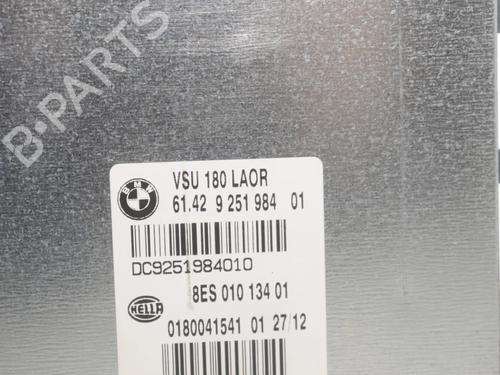 B-PARTS
BMW
VSU 180 LAOR
61.42 9 251 984 01
DC9251984010
8ES 010 134 01
HELLA
0180041541 01 27/12